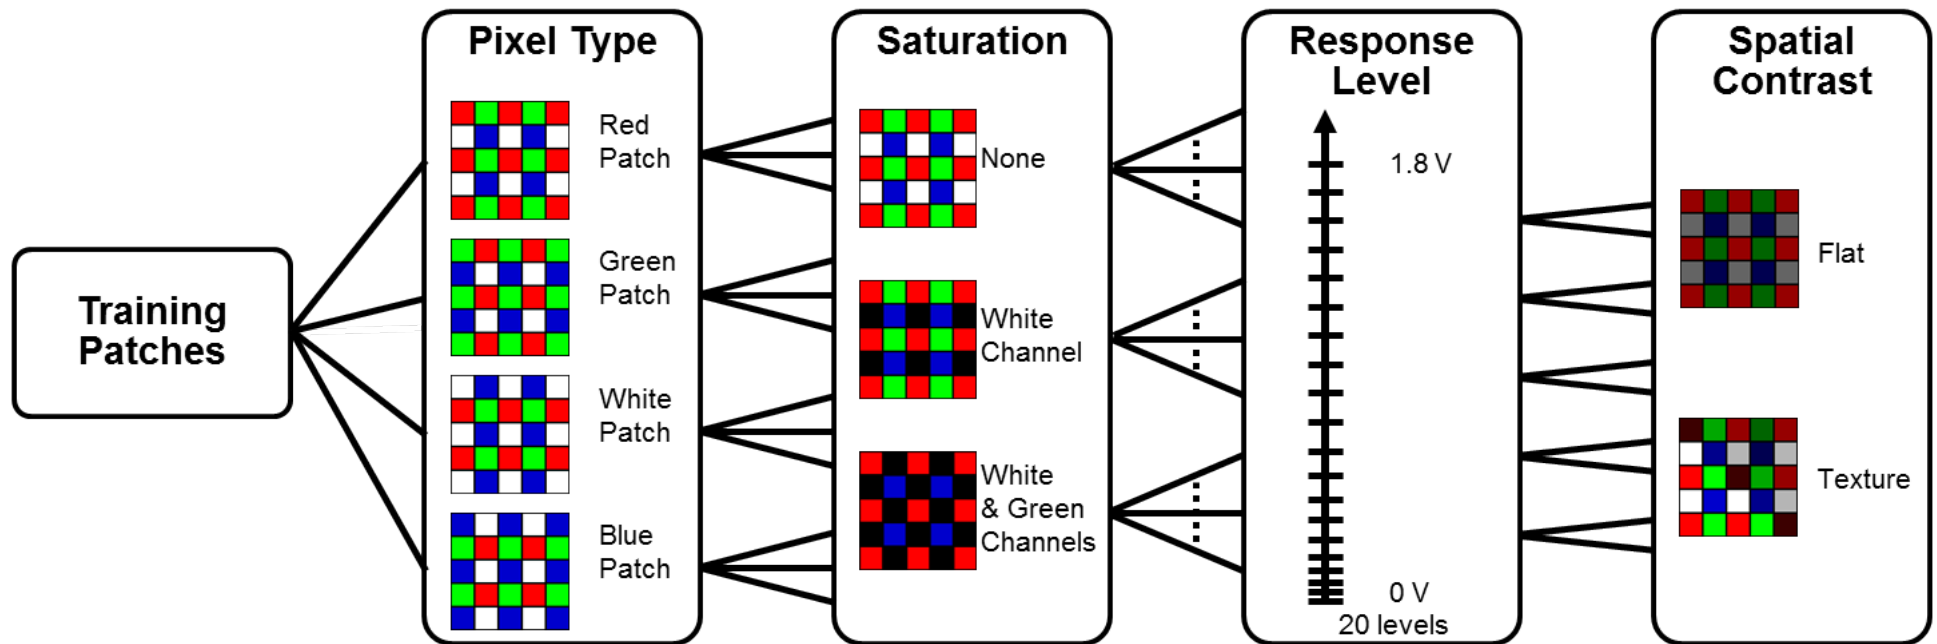 Training
Patches
Pixel Type
Red
Patch
Green
Patch
White
Patch
Blue
Patch
Saturation
None
White
Channel
White
& Green
Channels
Response
Level
1.8 V
0 V
20 levels
Spatial
Contrast
Flat
Texture